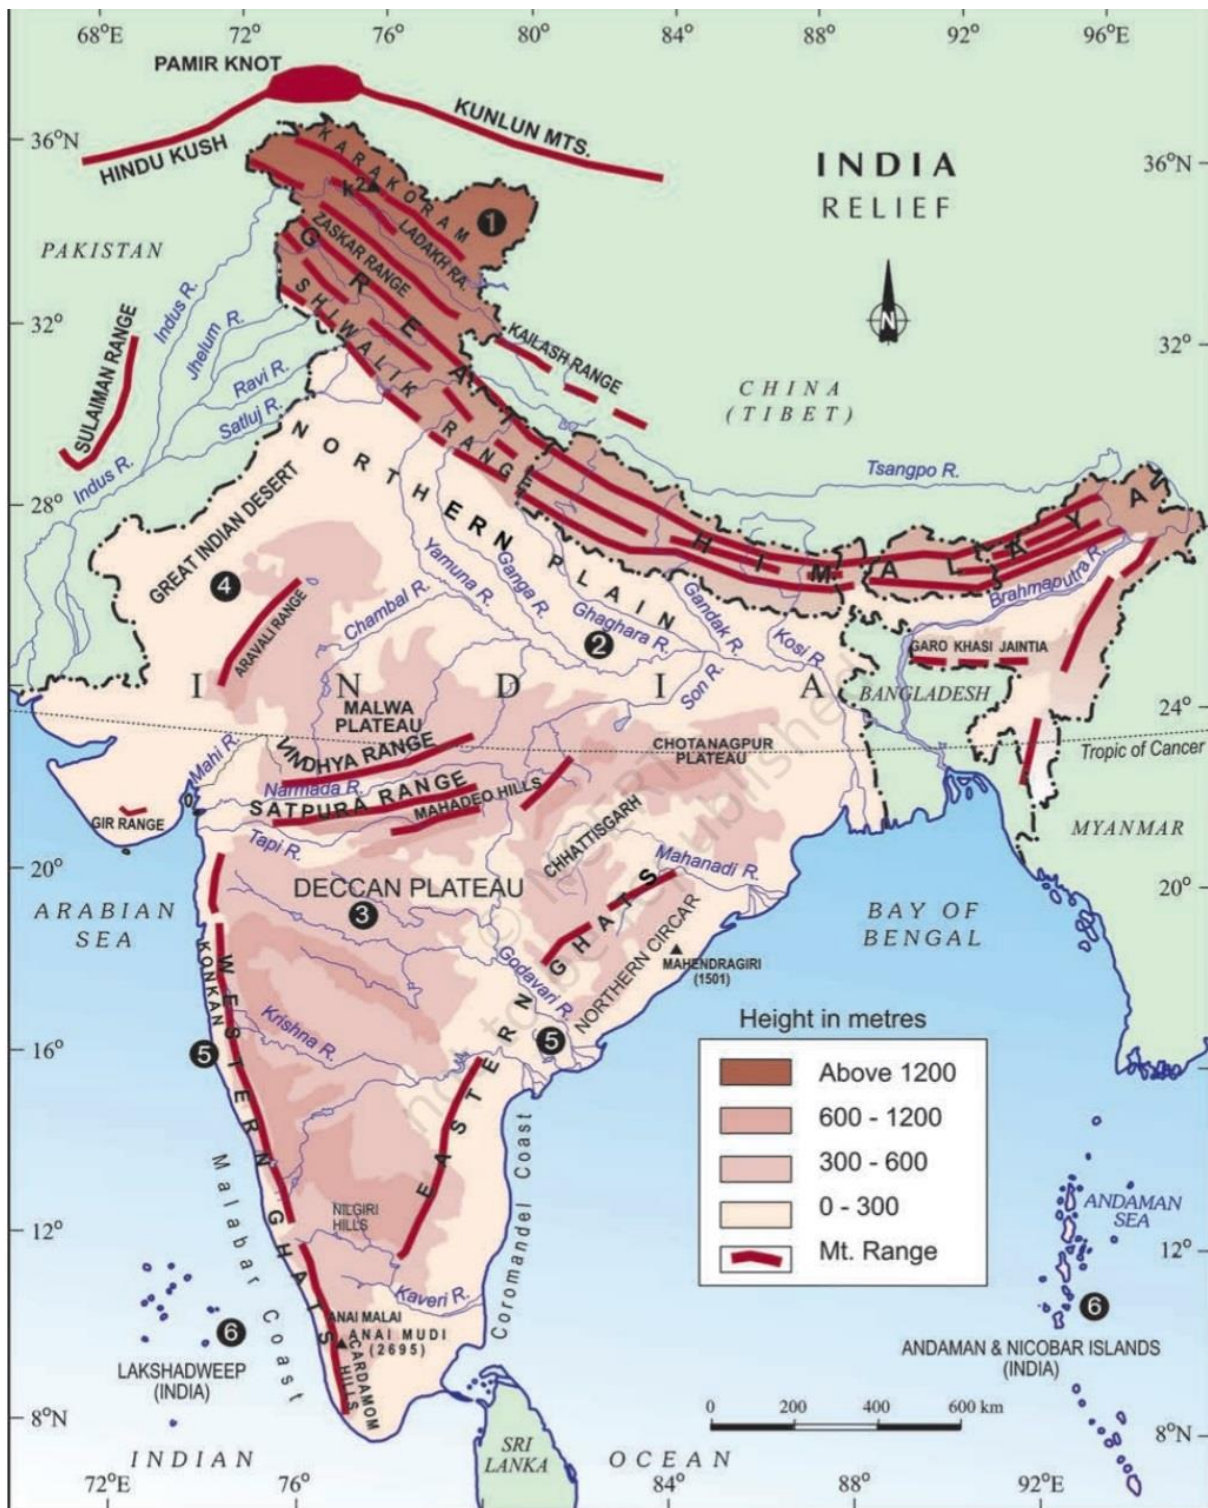 68°E 72° 76° 80° 84° 88° 92° 96°E
PAMIR KNOT
KUNLUN MTS.
HINDU KUSH
36°N
36°N
INDIA
RELIEF
KARAKORAM
k2
1
LADAKH RA.
ZASKAR RANGE
PAKISTAN
GREAT HIMALAYA
SHIWALIK RANGE
Indus R.
Jhelum R.
Ravi R.
Satluj R.
Indus R.
SULAIMAN RANGE
N
32°
32°
KAILASH RANGE
CHINA
(TIBET)
Tsangpo R.
28°
28°
NORTHERN PLAIN
GREAT INDIAN DESERT
4
ARAVALI RANGE
Chambal R.
Yamuna R.
Ganga R.
Ghaghara R.
2
Gandak R.
Kosi R.
Son R.
Brahmaputra R.
GARO KHASI JAINTIA
BANGLADESH
INDIA
24°
24°
MALWA
PLATEAU
VINDHYA RANGE
CHOTANAGPUR
PLATEAU
Tropic of Cancer
Mahi R.
Narmada R.
SATPURA RANGE
MAHADEO HILLS
GIR RANGE
Tapi R.
CHHATTISGARH
Mahanadi R.
MYANMAR
20°
20°
DECCAN PLATEAU
3
ARABIAN
SEA
BAY OF
BENGAL
KONKAN
WESTERN GHATS
EASTERN GHATS
Godavari R.
NORTHERN CIRCAR
MAHENDRAGIRI
(1501)
Krishna R.
5
5
16°
16°
Height in metres
Above 1200
600 - 1200
300 - 600
0 - 300
Mt. Range
Malabar Coast
Coromandel Coast
NILGIRI
HILLS
12°
12°
ANDAMAN
SEA
Kaveri R.
ANAI MALAI
ANAI MUDI
(2695)
CARDAMOM
HILLS
6
LAKSHADWEEP
(INDIA)
6
ANDAMAN & NICOBAR ISLANDS
(INDIA)
0 200 400 600 km
8°N
8°N
SRI
LANKA
INDIAN OCEAN
72°E 76° 84° 88° 92°E
© NCERT
not to be republished